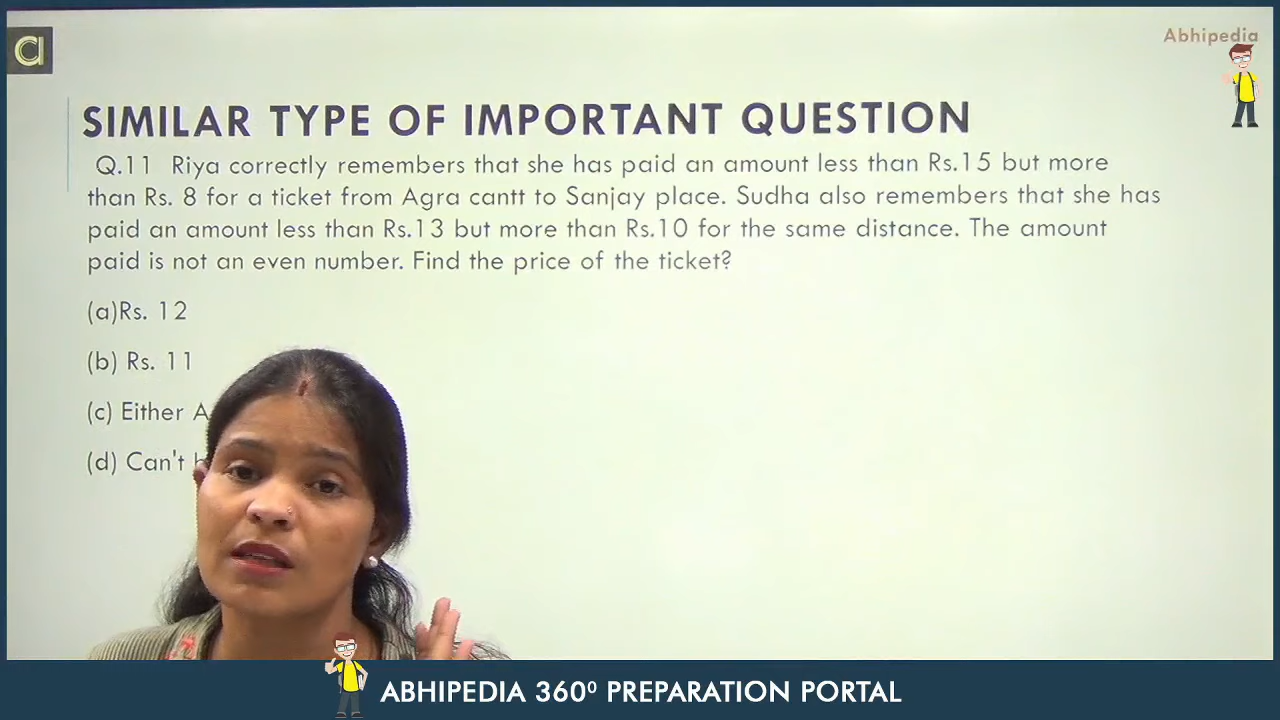 Abhipedia
SIMILAR TYPE OF IMPORTANT QUESTION
Q.11 Riya correctly remembers that she has paid an amount less than Rs.15 but more
than Rs. 8 for a ticket from Agra cantt to Sanjay place. Sudha also remembers that she has
paid an amount less than Rs.13 but more than Rs.10 for the same distance. The amount
paid is not an even number. Find the price of the ticket?
(a)Rs. 12
(b) Rs. 11
(c) Either A
(d) Can't
ABHIPEDIA 360⁰ PREPARATION PORTAL